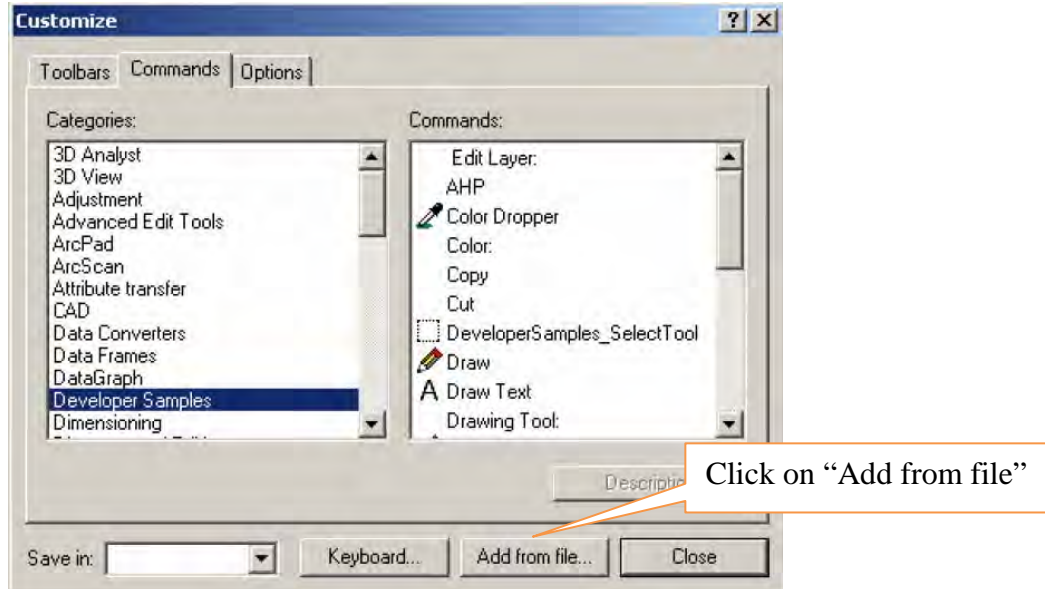 Customize
Toolbars
Commands
Options
Categories:
3D Analyst
3D View
Adjustment
Advanced Edit Tools
ArcPad
ArcScan
Attribute transfer
CAD
Data Converters
Data Frames
DataGraph
Developer Samples
Dimensioning
Commands:
Edit Layer:
AHP
Color Dropper
Color:
Copy
Cut
DeveloperSamples_SelectTool
Draw
A Draw Text
Drawing Tool:
Click on “Add from file”
Save in:
Keyboard...
Add from file...
Close